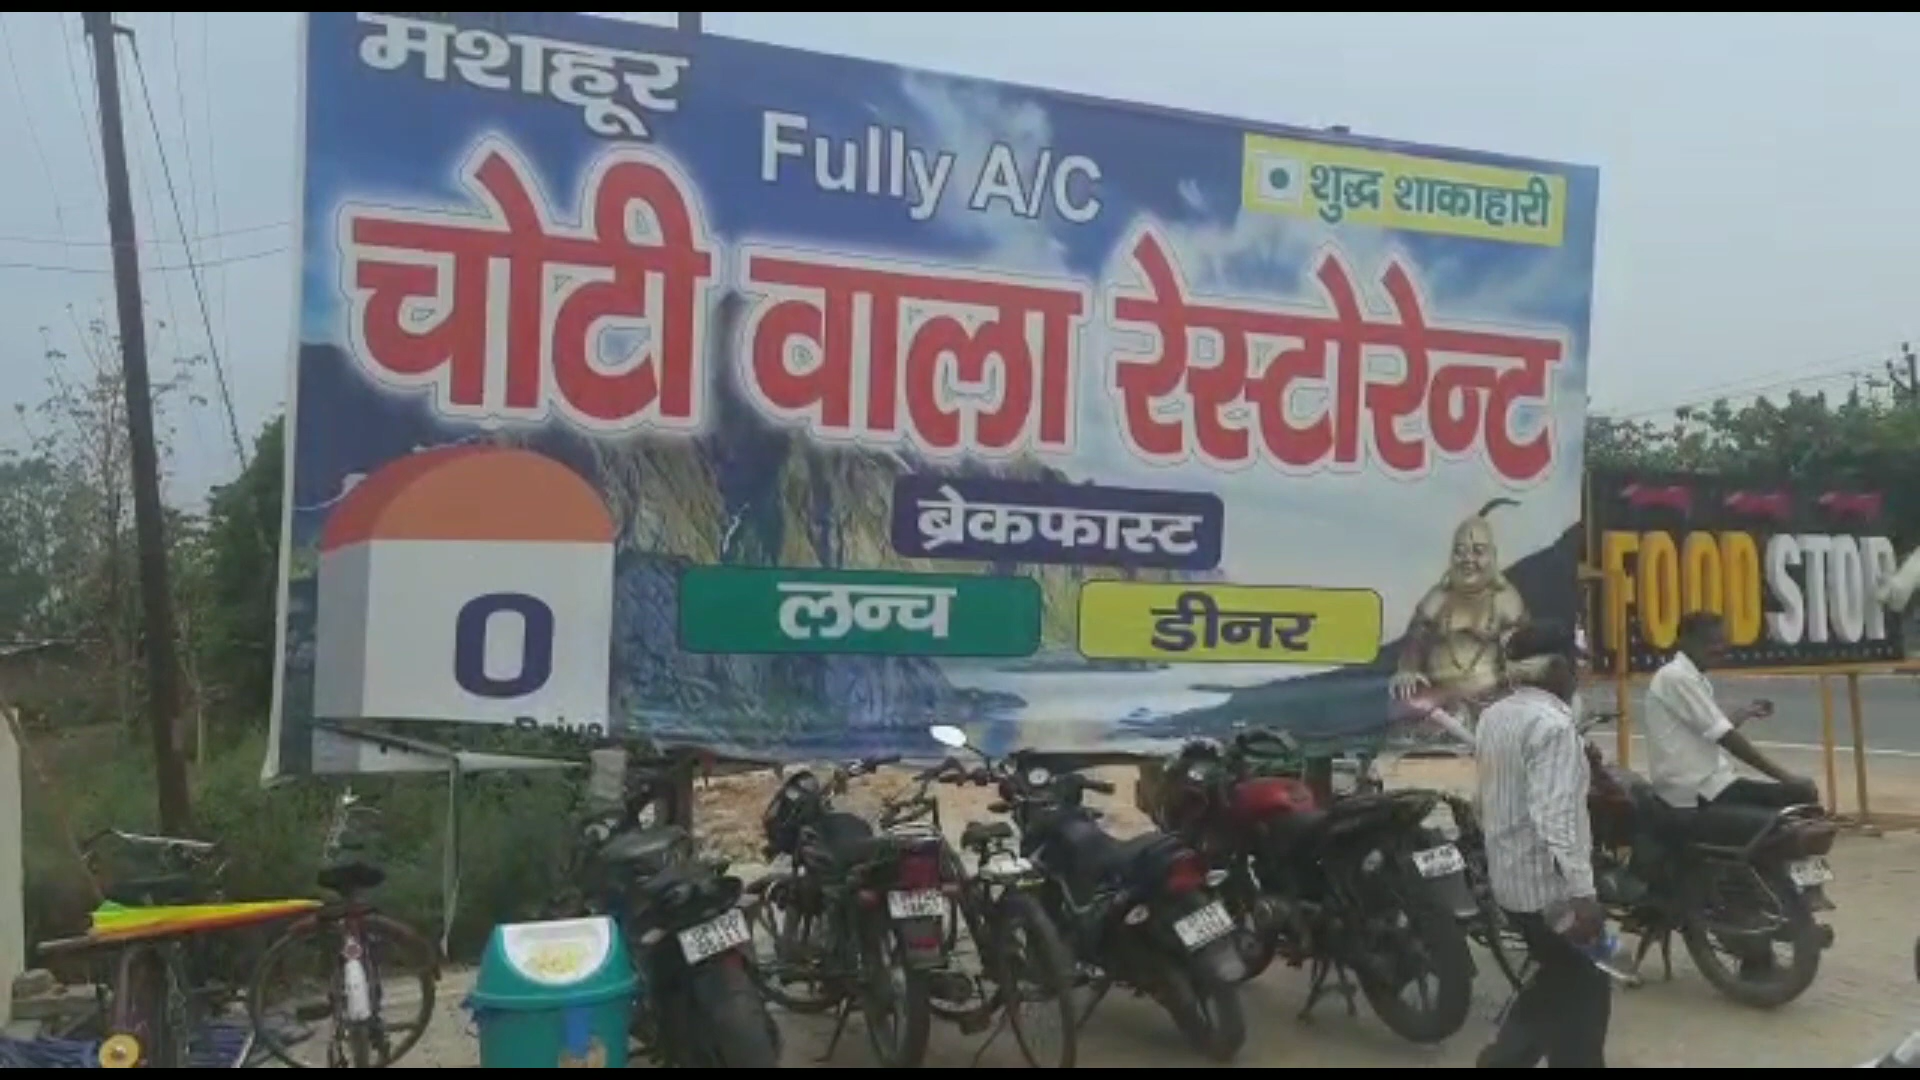 मशहूर
Fully A/C
शुद्ध शाकाहारी
चोटी वाला रेस्टोरेन्ट
ब्रेकफास्ट
लन्च
डीनर
0
FOOD STOP